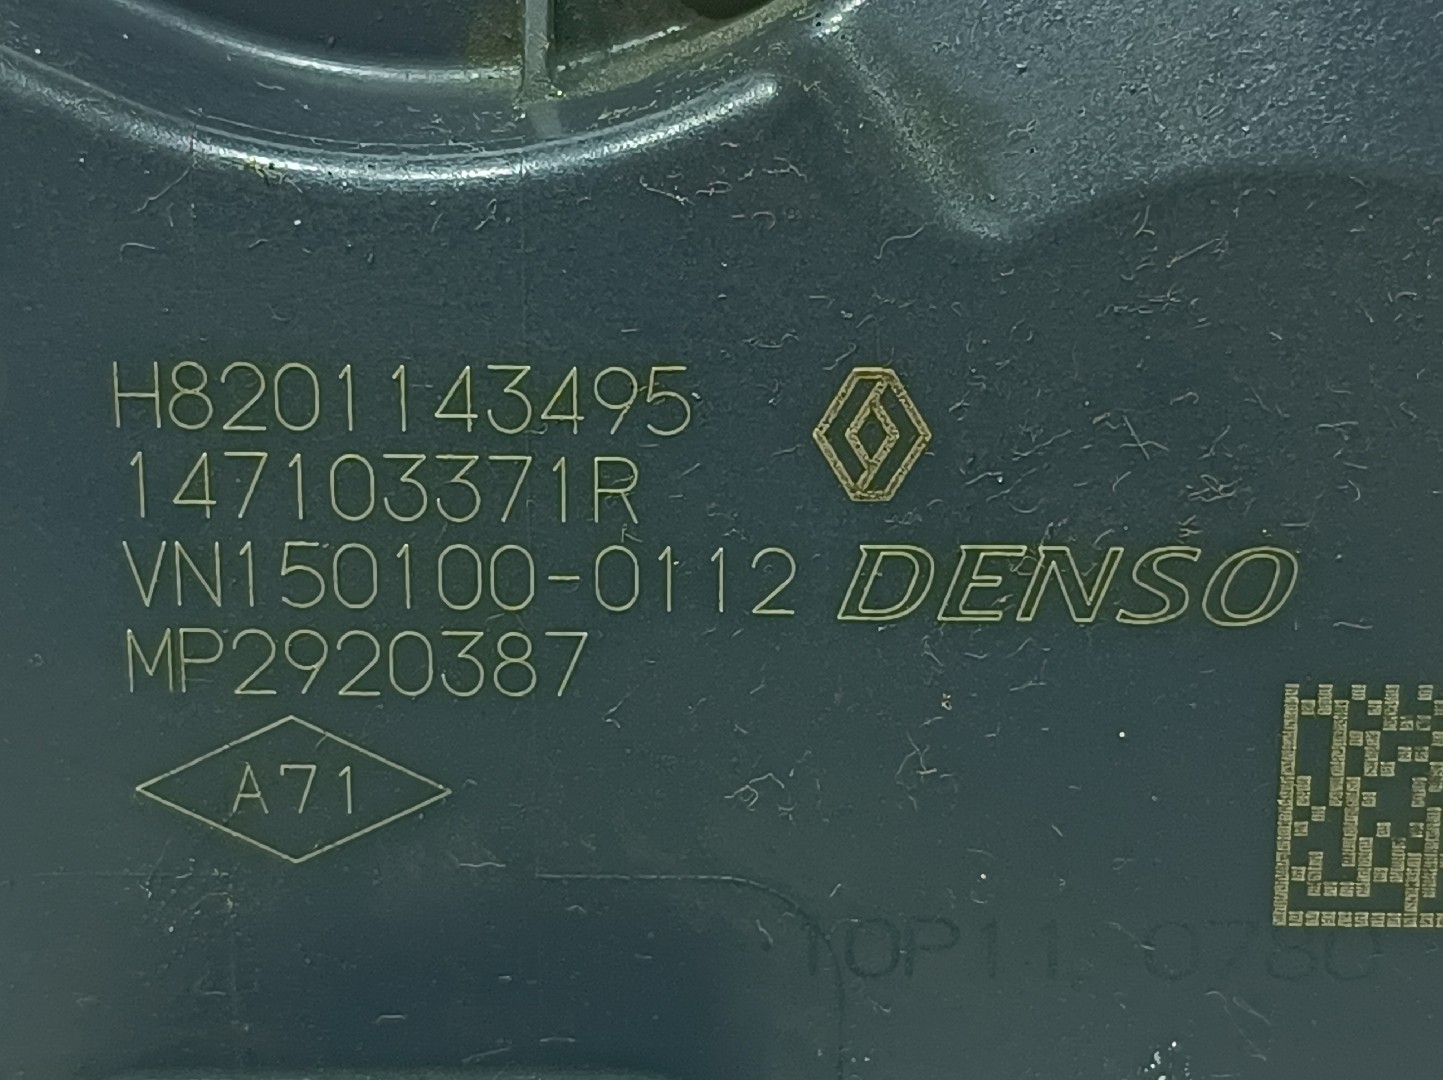 H8201143495
147103371R
VN150100-0112 DENSO
MP2920387
A71